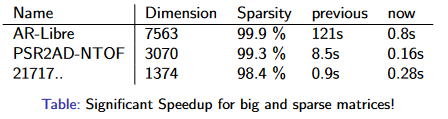 Name Dimension Sparsity previous now
AR-Libre 7563 99.9 % 121s 0.8s
PSR2AD-NTOF 3070 99.3 % 8.5s 0.16s
21717.. 1374 98.4 % 0.9s 0.28s
Table: Significant Speedup for big and sparse matrices!